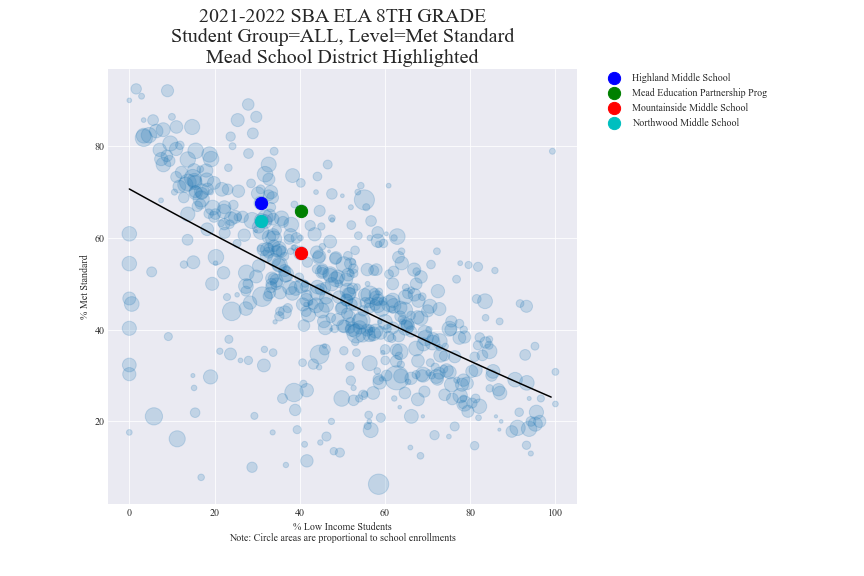 2021-2022 SBA ELA 8TH GRADE
Student Group=ALL, Level=Met Standard
Mead School District Highlighted
Highland Middle School
Mead Education Partnership Prog
Mountainside Middle School
Northwood Middle School
% Met Standard
80
60
40
20
0 20 40 60 80 100
% Low Income Students
Note: Circle areas are proportional to school enrollments